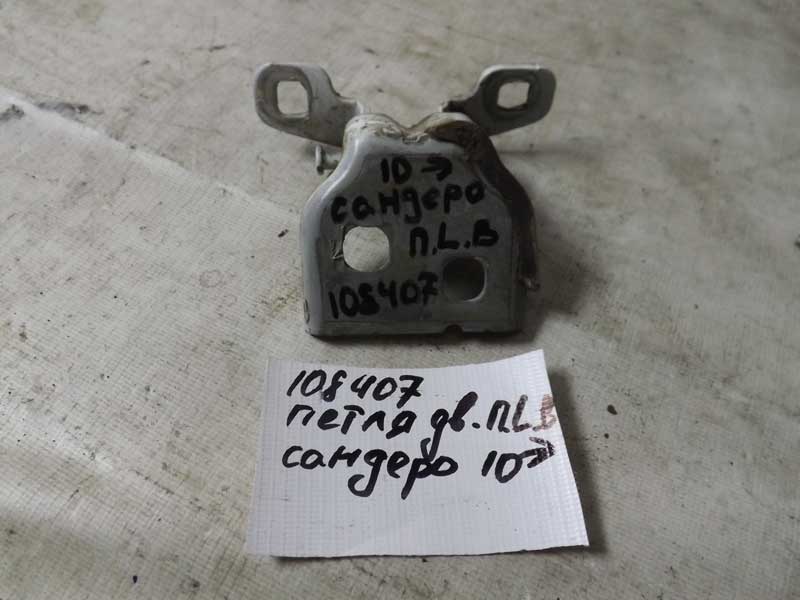 10→
сандеро
п.L.В
108407
108407
петля дв.п.L.В
сандеро 10→